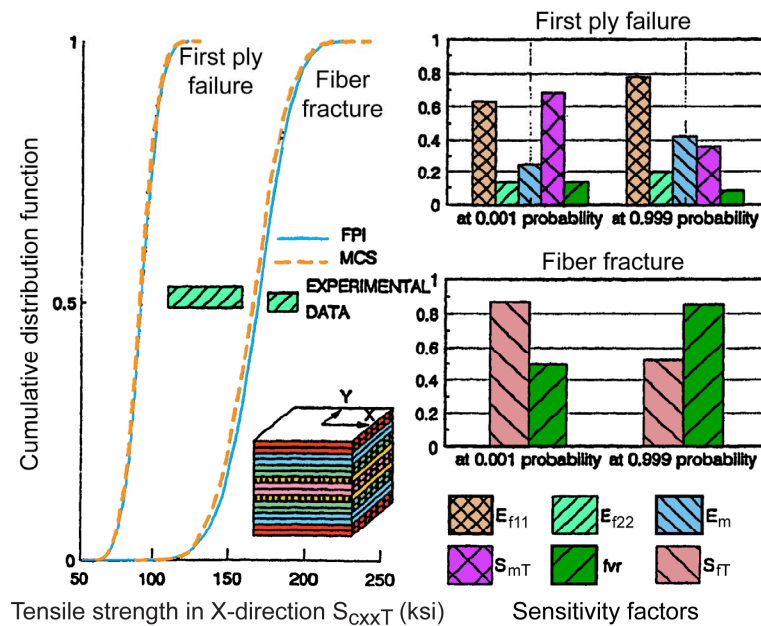 First ply failure
1
First ply
failure
Fiber
fracture
1
0.8
0.6
0.4
0.2
0
at 0.001 probability
at 0.999 probability
Cumulative distribution function
FPI
MCS
EXPERIMENTAL
DATA
0.5
Y
X
0
50
100
150
200
250
Tensile strength in X-direction ScxxT (ksi)
Fiber fracture
1
0.8
0.6
0.4
0.2
0
at 0.001 probability
at 0.999 probability
Ef11
Ef22
Em
SmT
fvr
SfT
Sensitivity factors